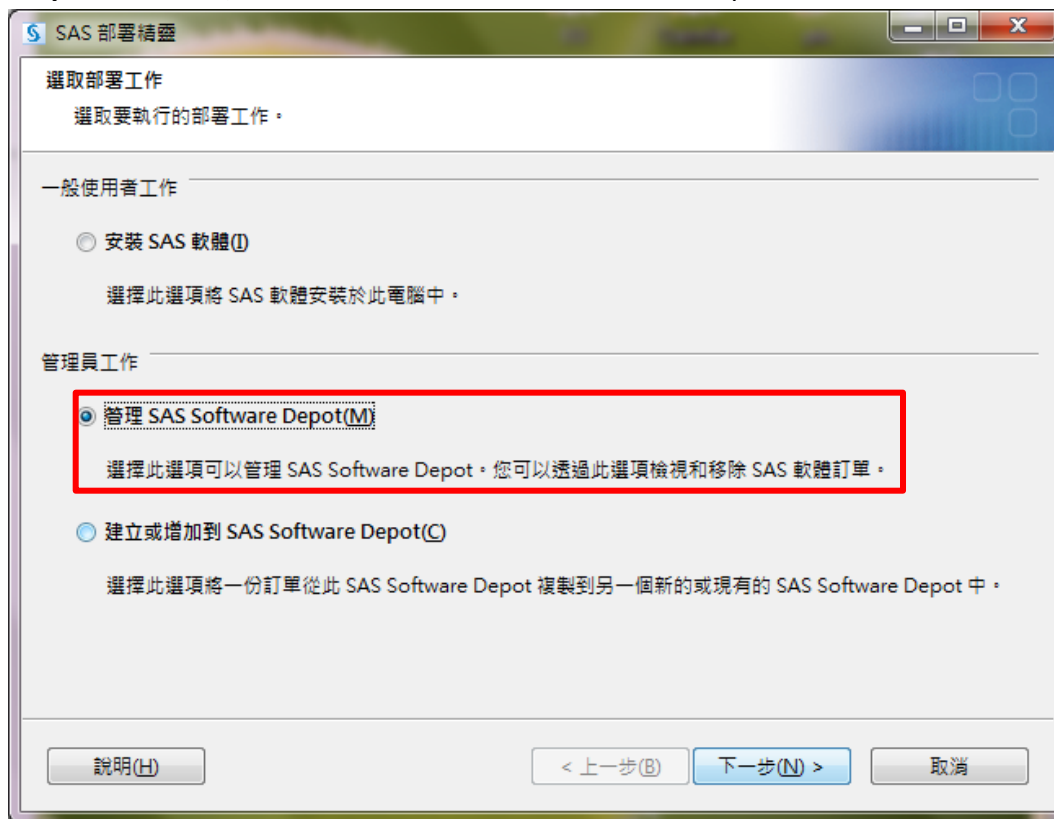 SAS 部署精靈
選取部署工作
選取要執行的部署工作。
一般使用者工作
安裝 SAS 軟體(I)
選擇此選項將 SAS 軟體安裝於此電腦中。
管理員工作
管理 SAS Software Depot(M)
選擇此選項可以管理 SAS Software Depot。您可以透過此選項檢視和移除 SAS 軟體訂單。
建立或增加到 SAS Software Depot(C)
選擇此選項將一份訂單從此 SAS Software Depot 複製到另一個新的或現有的 SAS Software Depot 中。
說明(H) < 上一步(B) 下一步(N) > 取消